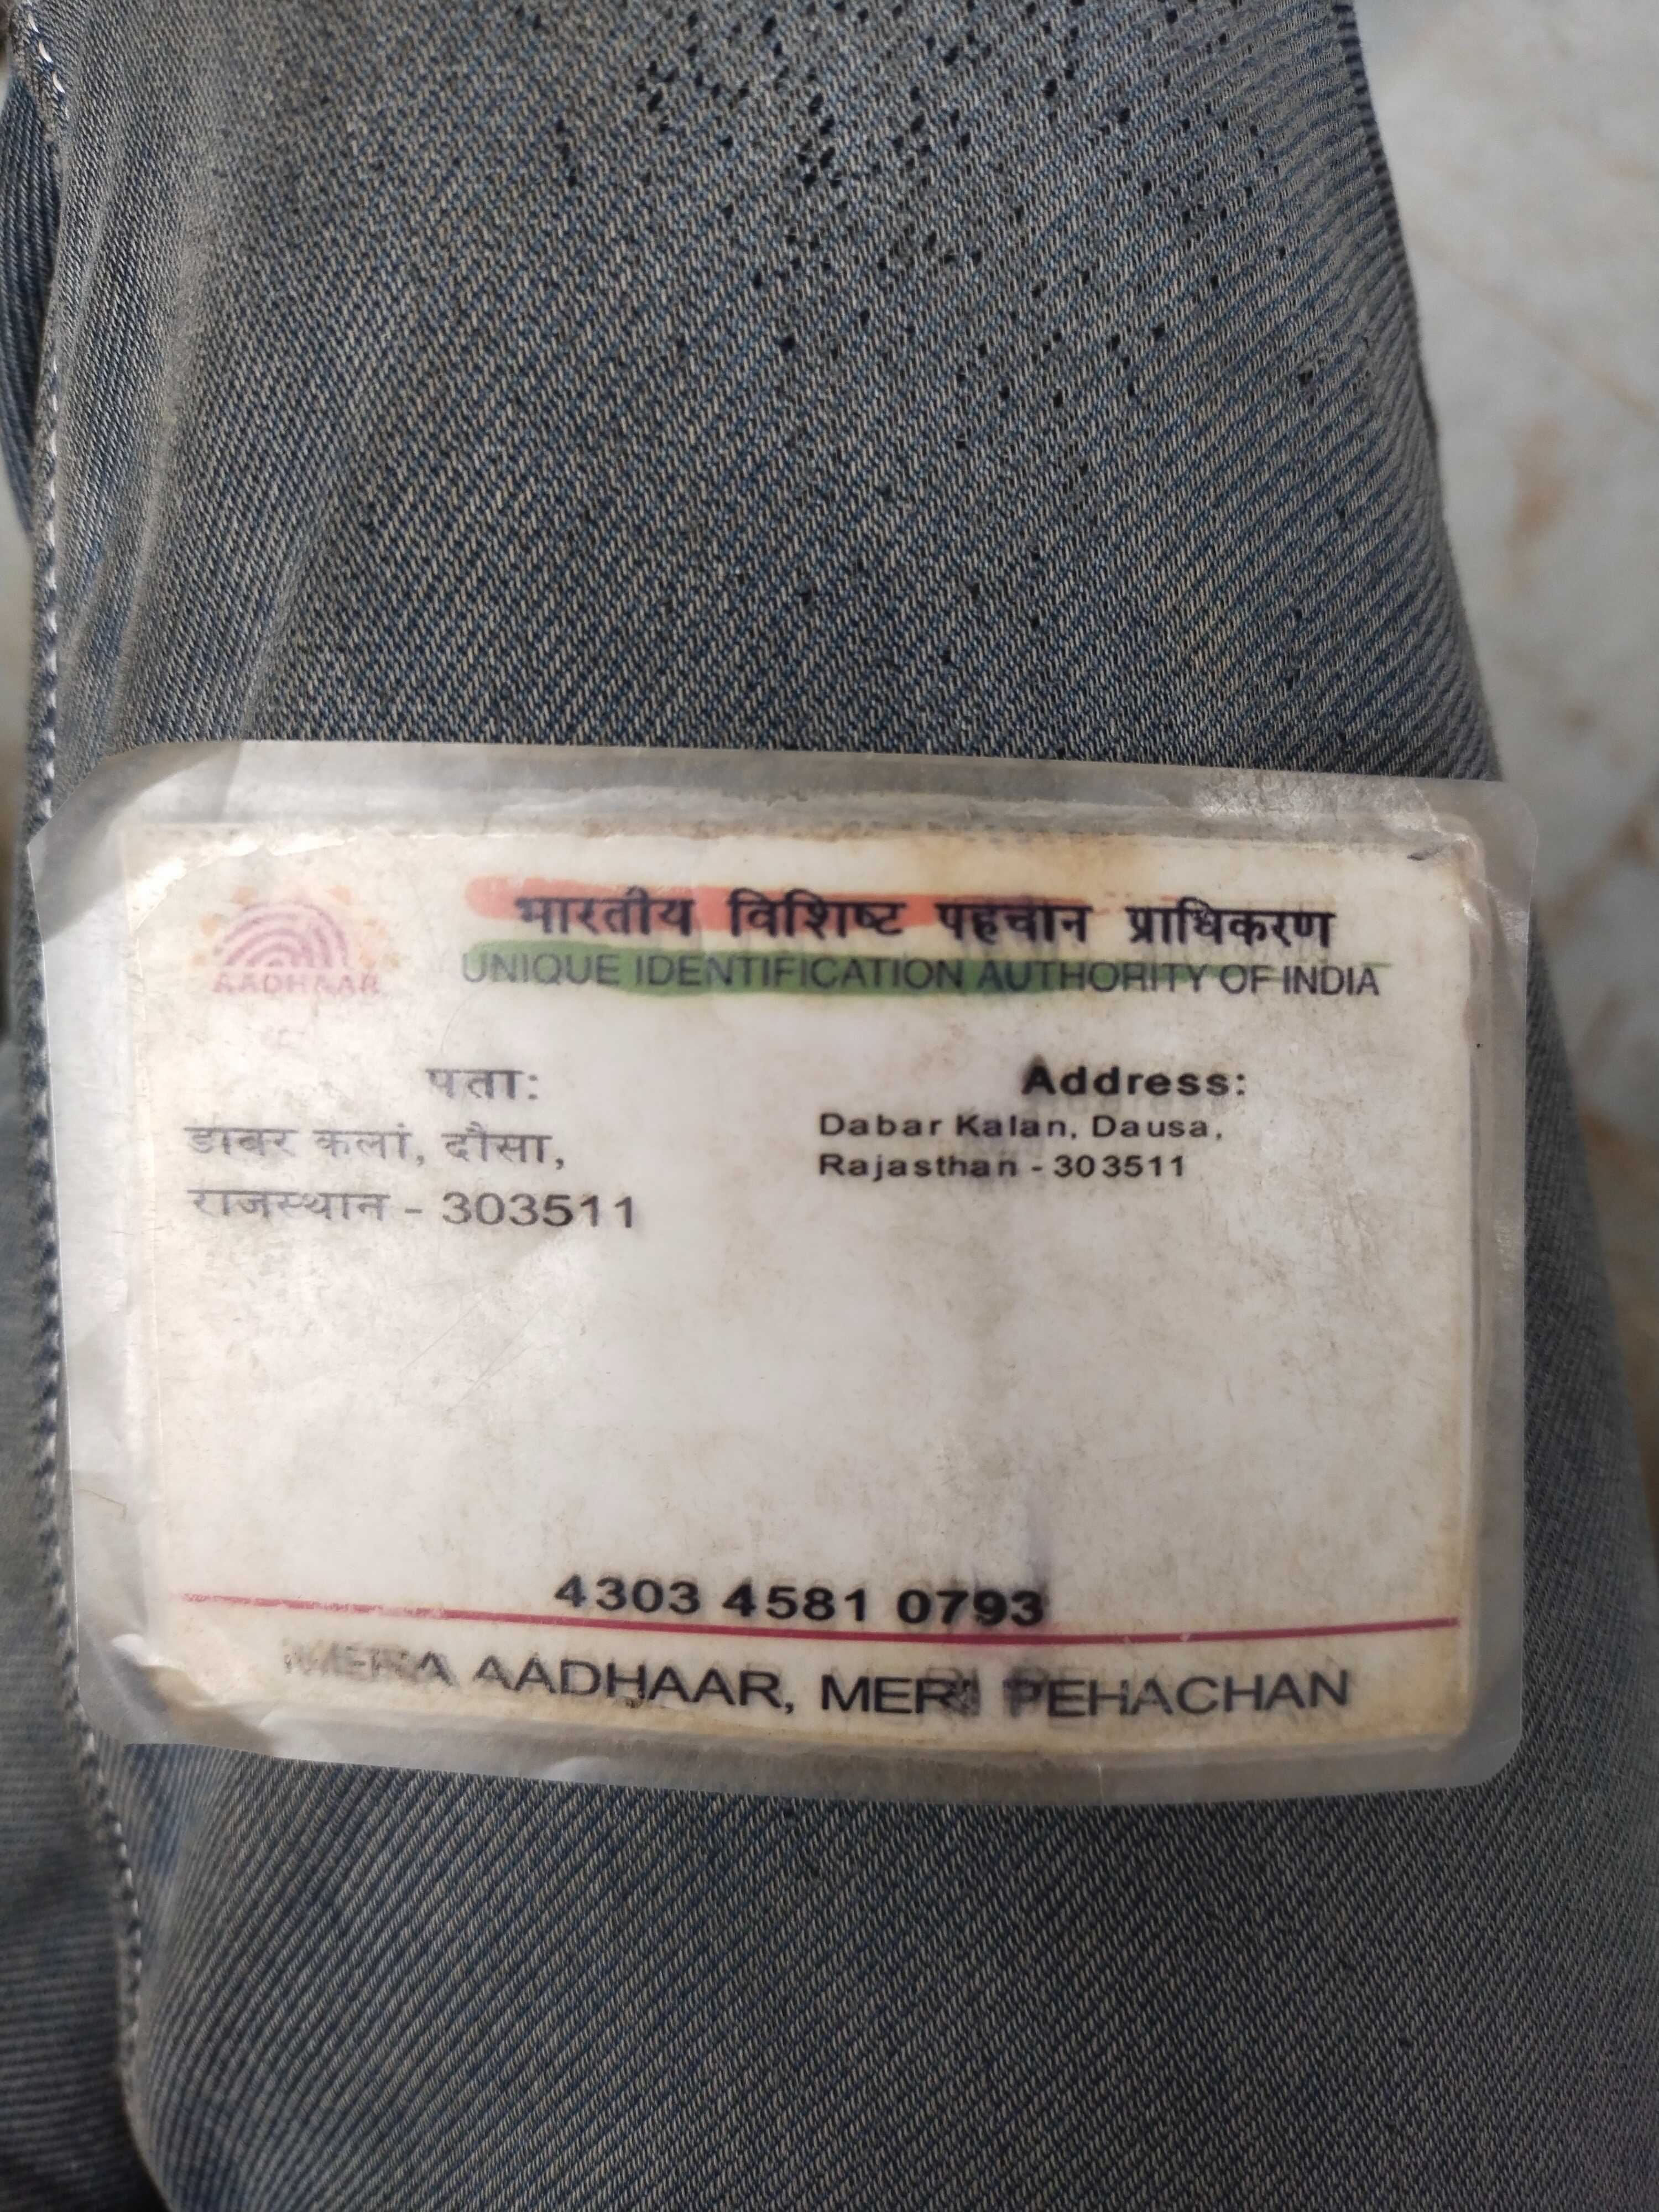 AADHAAR
भारतीय विशिष्ट पहचान प्राधिकरण
UNIQUE IDENTIFICATION AUTHORITY OF INDIA
पता:
डाबर कलां, दौसा,
राजस्थान - 303511
Address:
Dabar Kalan, Dausa,
Rajasthan - 303511
4303 4581 0793
MERA AADHAAR, MERI PEHACHAN